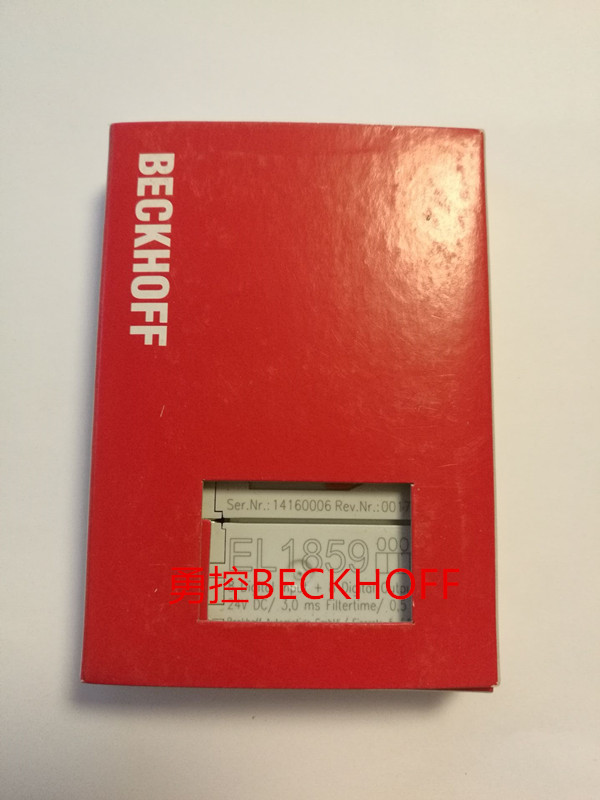 BECKHOFF
Ser.Nr.: 14160006 Rev.Nr.: 0017
EL1859
000
勇控BECKHOFF
24V DC/ 3,0 ms Filtertime/ 0,5